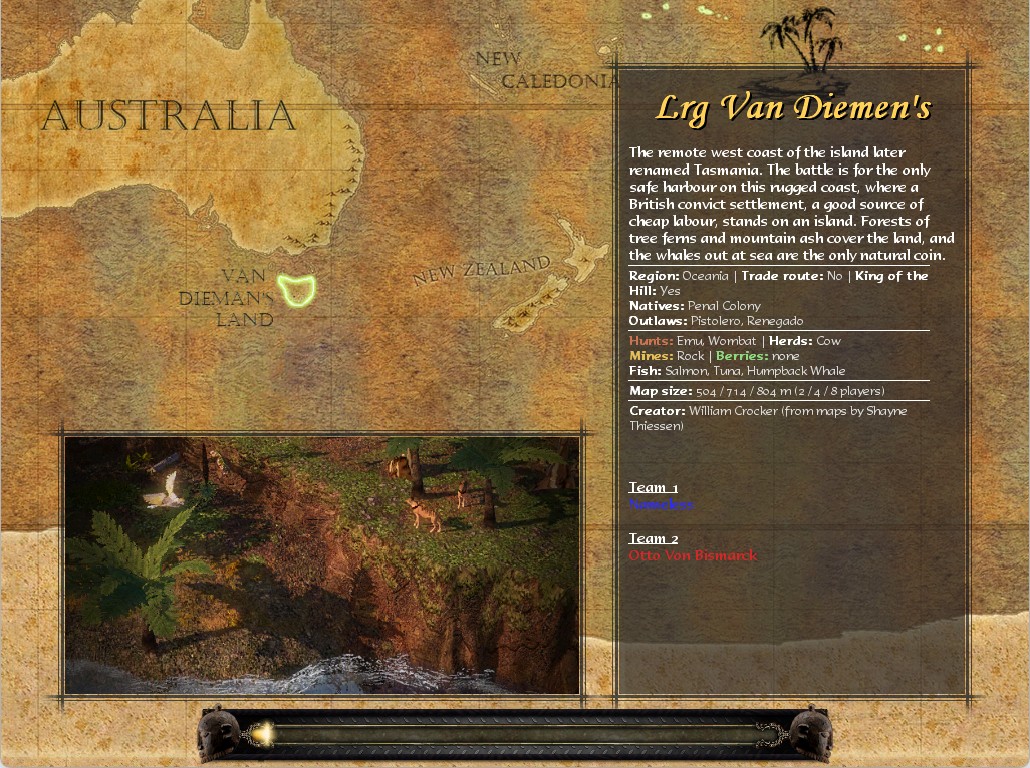 AUSTRALIA
NEW
CALEDONIA
VAN
DIEMAN'S
LAND
NEW ZEALAND
Lrg Van Diemen's
The remote west coast of the island later
renamed Tasmania. The battle is for the only
safe harbour on this rugged coast, where a
British convict settlement, a good source of
cheap labour, stands on an island. Forests of
tree ferns and mountain ash cover the land, and
the whales out at sea are the only natural coin.
Region: Oceania | Trade route: No | King of the
Hill: Yes
Natives: Penal Colony
Outlaws: Pistolero, Renegado
Hunts: Emu, Wombat | Herds: Cow
Mines: Rock | Berries: none
Fish: Salmon, Tuna, Humpback Whale
Map size: 504 / 714 / 804 m (2 / 4 / 8 players)
Creator: William Crocker (from maps by Shayne
Thiessen)
Team 1
Nameless
Team 2
Otto Von Bismarck